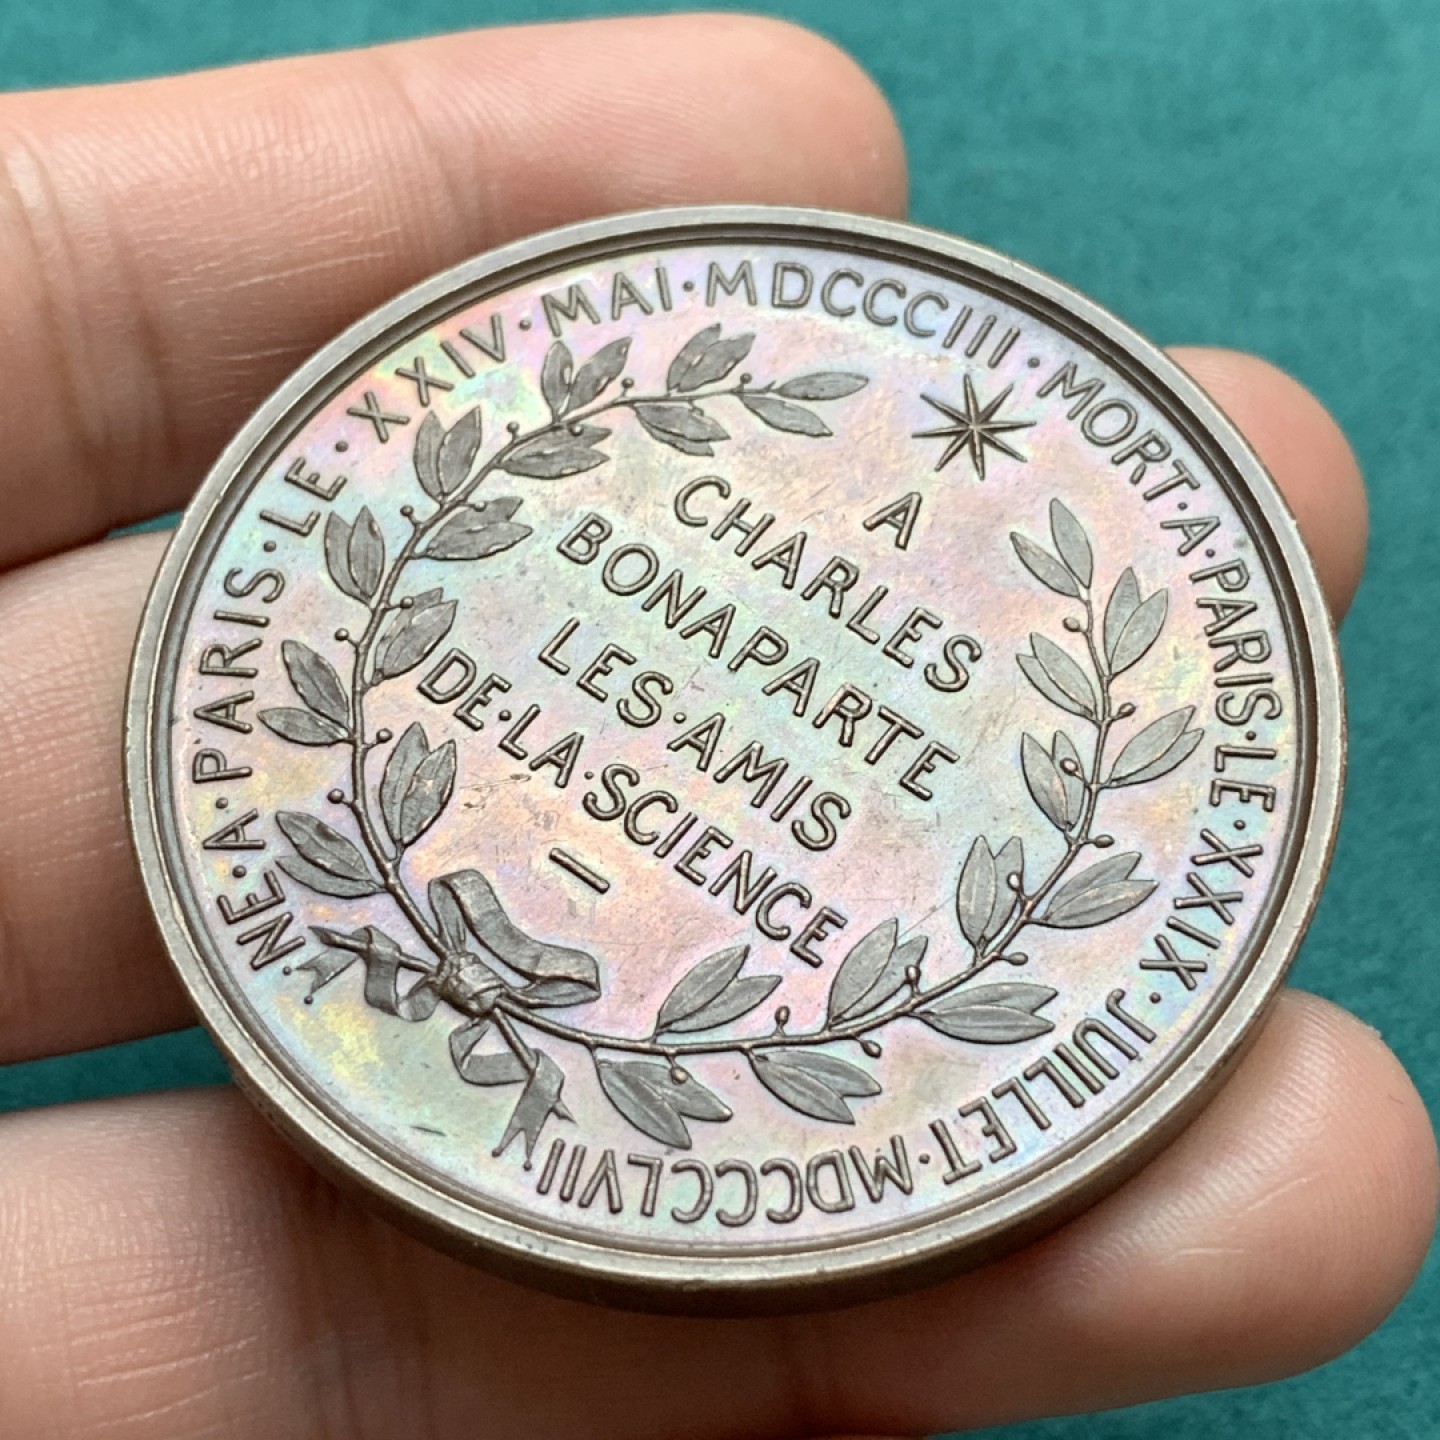 NE·A·PARIS·LE·XXIV·MAI·MDCCCIII·MORT·A·PARIS·LE·XXIX·JUILLET·MDCCCLVII
A
CHARLES
BONAPARTE
LES·AMIS
DE·LA·SCIENCE